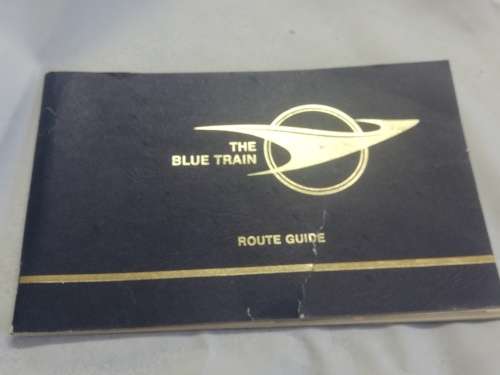 THE
BLUE TRAIN
ROUTE GUIDE